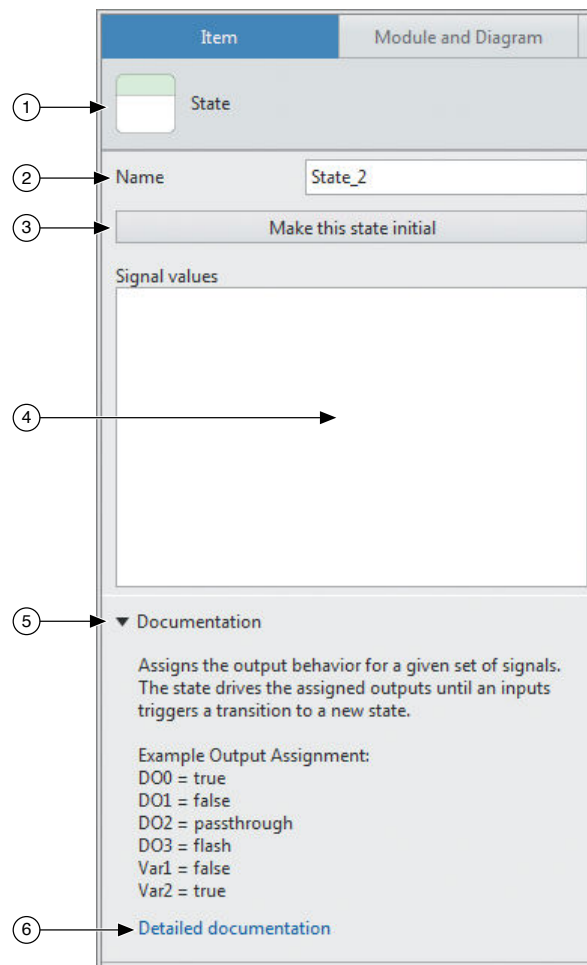 Item Module and Diagram
1 State
2 Name State_2
3 Make this state initial
Signal values
4
5 Documentation
Assigns the output behavior for a given set of signals.
The state drives the assigned outputs until an inputs
triggers a transition to a new state.
Example Output Assignment:
DO0 = true
DO1 = false
DO2 = passthrough
DO3 = flash
Var1 = false
Var2 = true
6 Detailed documentation